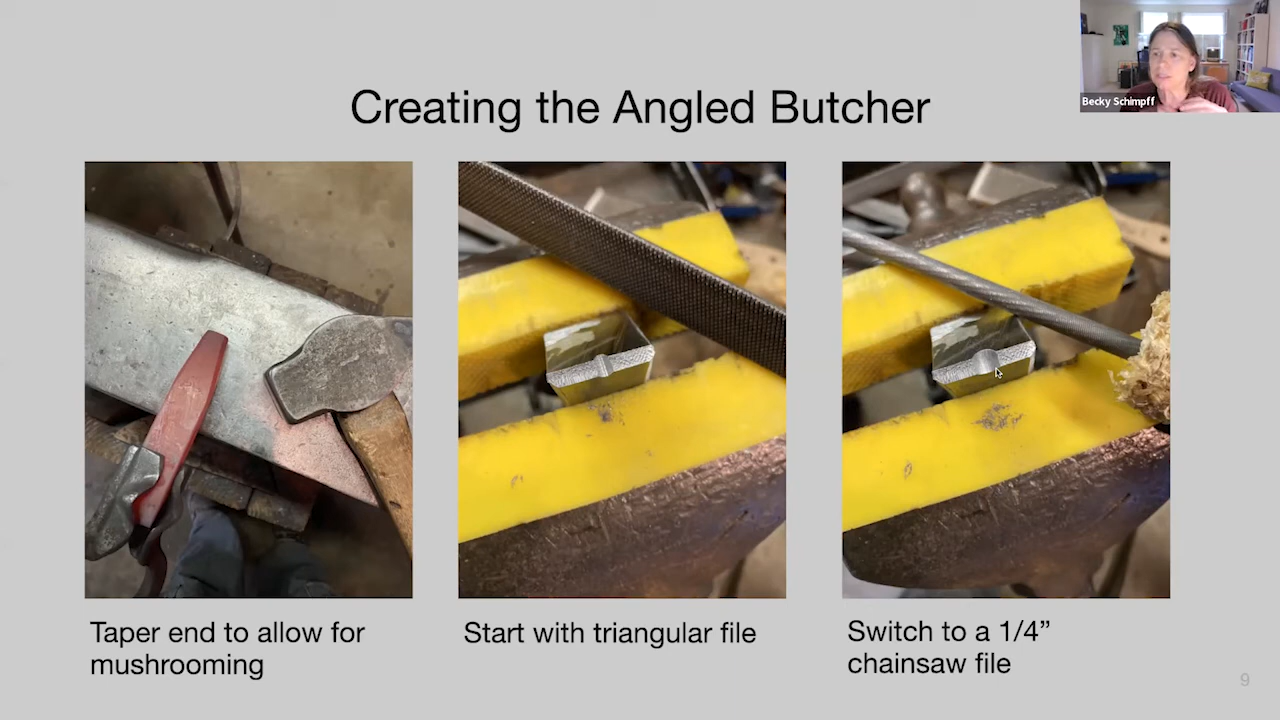 Creating the Angled Butcher
Becky Schimpff
Taper end to allow for
mushrooming
Start with triangular file
Switch to a 1/4”
chainsaw file
9